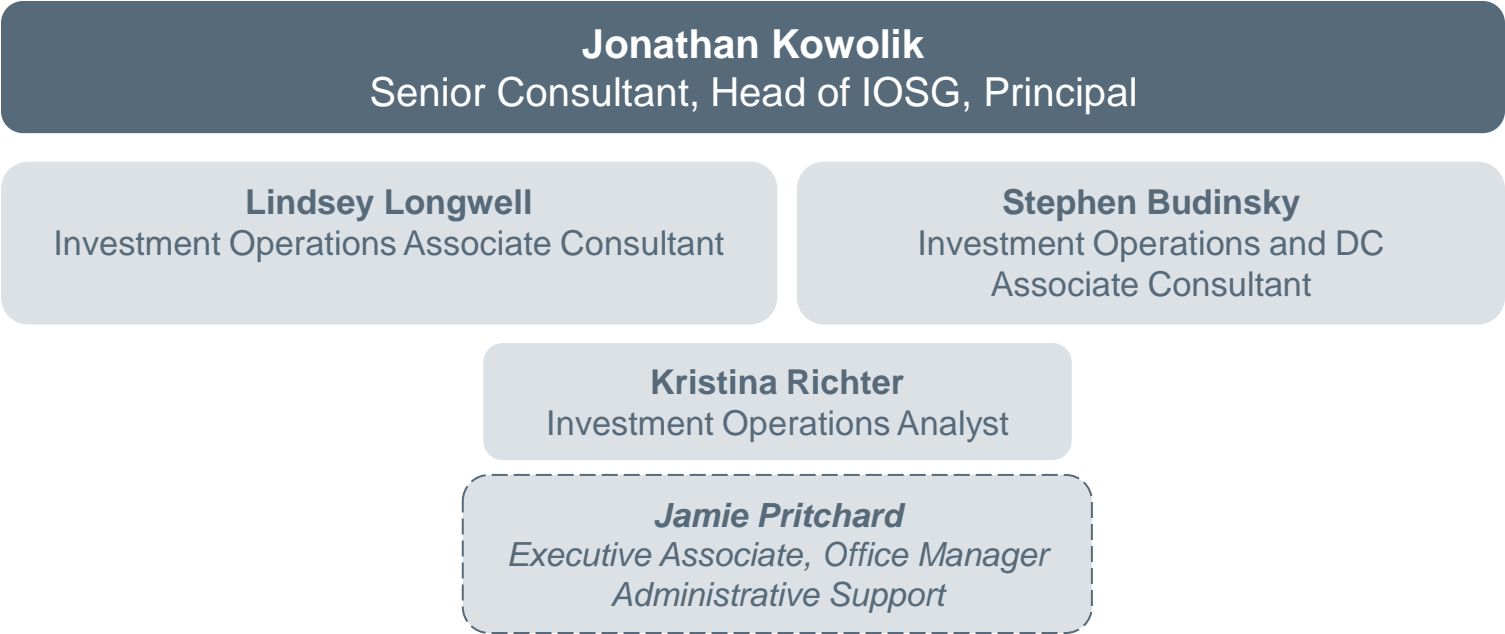 Jonathan Kowolik
Senior Consultant, Head of IOSG, Principal
Lindsey Longwell
Investment Operations Associate Consultant
Stephen Budinsky
Investment Operations and DC
Associate Consultant
Kristina Richter
Investment Operations Analyst
Jamie Pritchard
Executive Associate, Office Manager
Administrative Support